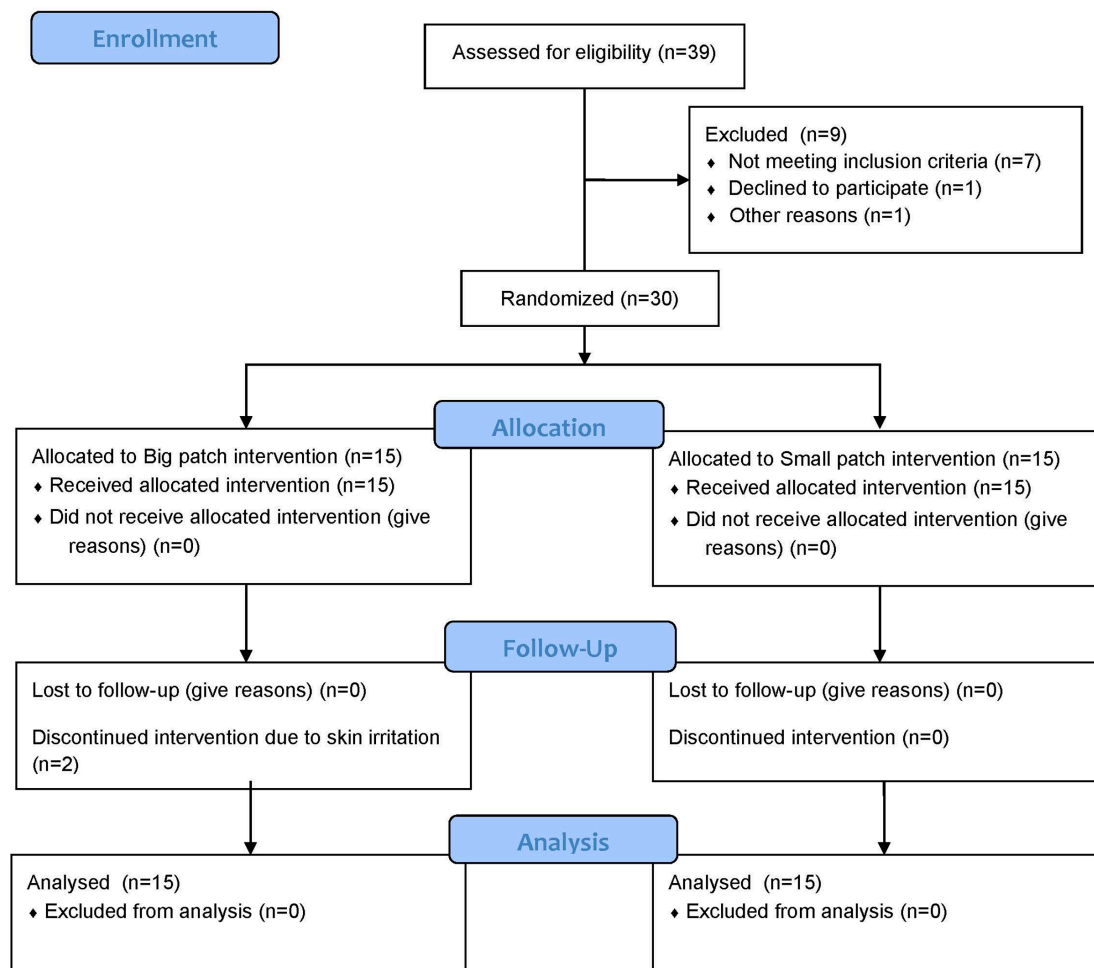 Enrollment
Assessed for eligibility (n=39)
Excluded (n=9)
♦ Not meeting inclusion criteria (n=7)
♦ Declined to participate (n=1)
♦ Other reasons (n=1)
Randomized (n=30)
Allocation
Allocated to Big patch intervention (n=15)
♦ Received allocated intervention (n=15)
♦ Did not receive allocated intervention (give
reasons) (n=0)
Allocated to Small patch intervention (n=15)
♦ Received allocated intervention (n=15)
♦ Did not receive allocated intervention (give
reasons) (n=0)
Follow-Up
Lost to follow-up (give reasons) (n=0)
Discontinued intervention due to skin irritation
(n=2)
Lost to follow-up (give reasons) (n=0)
Discontinued intervention (n=0)
Analysis
Analysed (n=15)
♦ Excluded from analysis (n=0)
Analysed (n=15)
♦ Excluded from analysis (n=0)